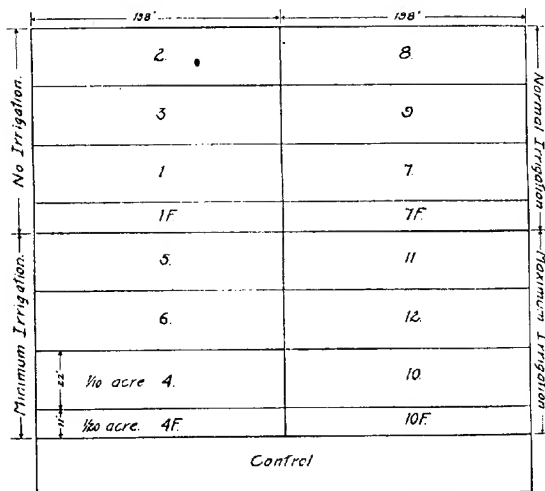 198' 198'
No Irrigation.
Normal Irrigation
2. 8.
3 9
1 7.
1F. 7F.
Minimum Irrigation.
Maximum Irrigation
5. 11
6. 12.
22' 1/10 acre 4. 10.
11' 1/20 acre. 4F. 10F.
Control